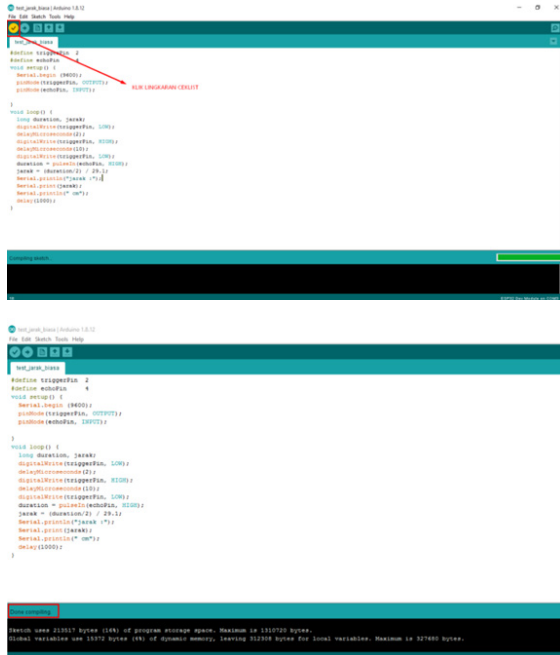 test_jarak_biasa | Arduino 1.8.12
File Edit Sketch Tools Help
test_jarak_biasa
#define triggerPin 2
#define echoPin 4
void setup() {
Serial.begin (9600);
pinMode(triggerPin, OUTPUT);
pinMode(echoPin, INPUT);
KLIK LINGKARAN CEKLIST
}
void loop() {
long duration, jarak;
digitalWrite(triggerPin, LOW);
delayMicroseconds(2);
digitalWrite(triggerPin, HIGH);
delayMicroseconds(10);
digitalWrite(triggerPin, LOW);
duration = pulseIn(echoPin, HIGH);
jarak = (duration/2) / 29.1;
Serial.println("jarak :");
Serial.print(jarak);
Serial.println(" cm");
delay(1000);
}
Compiling sketch...
test_jarak_biasa | Arduino 1.8.12
File Edit Sketch Tools Help
test_jarak_biasa
#define triggerPin 2
#define echoPin 4
void setup() {
Serial.begin (9600);
pinMode(triggerPin, OUTPUT);
pinMode(echoPin, INPUT);
}
void loop() {
long duration, jarak;
digitalWrite(triggerPin, LOW);
delayMicroseconds(2);
digitalWrite(triggerPin, HIGH);
delayMicroseconds(10);
digitalWrite(triggerPin, LOW);
duration = pulseIn(echoPin, HIGH);
jarak = (duration/2) / 29.1;
Serial.println("jarak :");
Serial.print(jarak);
Serial.println(" cm");
delay(1000);
}
Done compiling.
Sketch uses 213517 bytes (16%) of program storage space. Maximum is 1310720 bytes.
Global variables use 15372 bytes (4%) of dynamic memory, leaving 312308 bytes for local variables. Maximum is 327680 bytes.